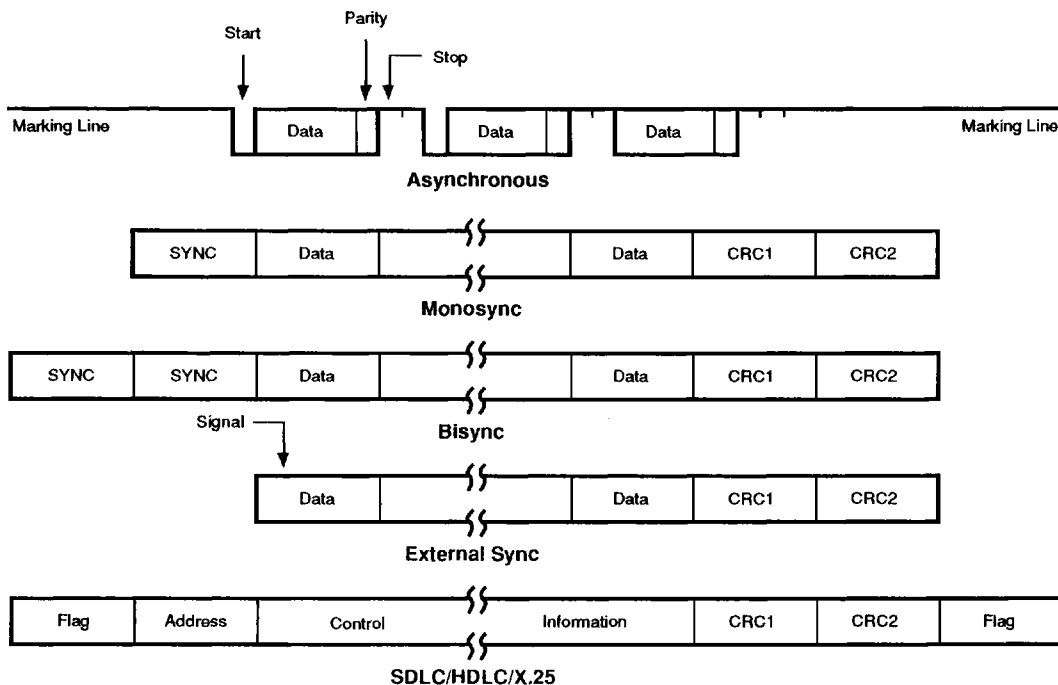 Start
Parity
Stop
Marking Line
Data
Data
Data
Marking Line
Asynchronous
SYNC Data Data CRC1 CRC2
Monosync
SYNC SYNC Data Data CRC1 CRC2
Bisync
Signal
Data Data CRC1 CRC2
External Sync
Flag Address Control Information CRC1 CRC2 Flag
SDLC/HDLC/X.25